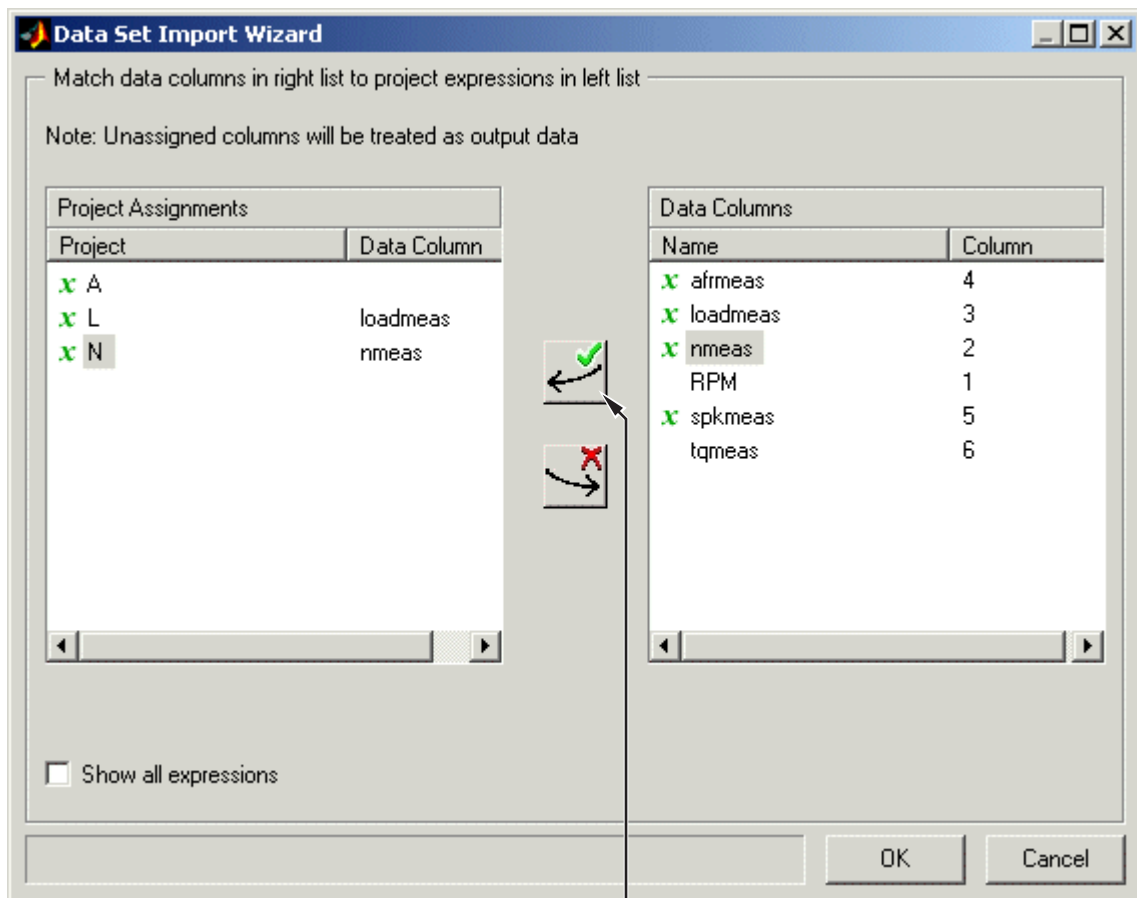 Data Set Import Wizard
Match data columns in right list to project expressions in left list
Note: Unassigned columns will be treated as output data
Project Assignments
Project Data Column
x A
x L loadmeas
x N nmeas
Data Columns
Name Column
x afrmeas 4
x loadmeas 3
x nmeas 2
RPM 1
x spkmeas 5
tqmeas 6
Show all expressions
OK Cancel